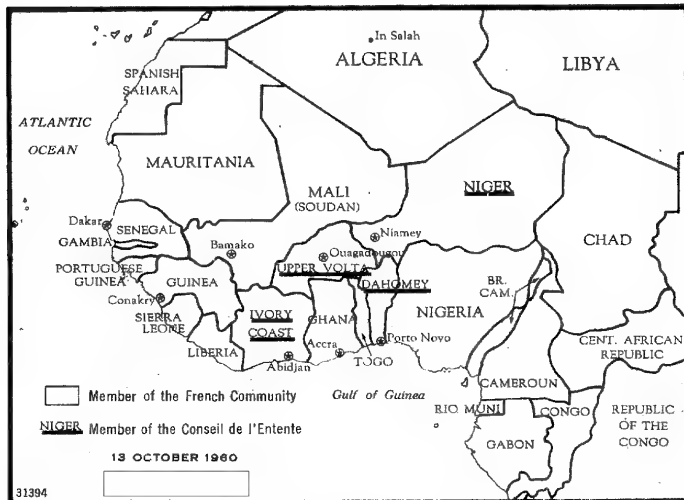 In Salah
ALGERIA
LIBYA
SPANISH
SAHARA
ATLANTIC
OCEAN
MAURITANIA
MALI
(SOUDAN)
NIGER
CHAD
Dakar
SENEGAL
GAMBIA
Bamako
Niamey
Ouagadougou
UPPER VOLTA
PORTUGUESE
GUINEA
GUINEA
DAHOMEY
BR.
CAM.
Conakry
SIERRA
LEONE
IVORY
COAST
GHANA
NIGERIA
LIBERIA
Abidjan
Accra
TOGO
Porto Novo
CENT. AFRICAN
REPUBLIC
CAMEROUN
Gulf of Guinea
RIO MUNI
CONGO
REPUBLIC
OF THE
CONGO
GABON
Member of the French Community
NIGER Member of the Conseil de l'Entente
13 OCTOBER 1960
31394